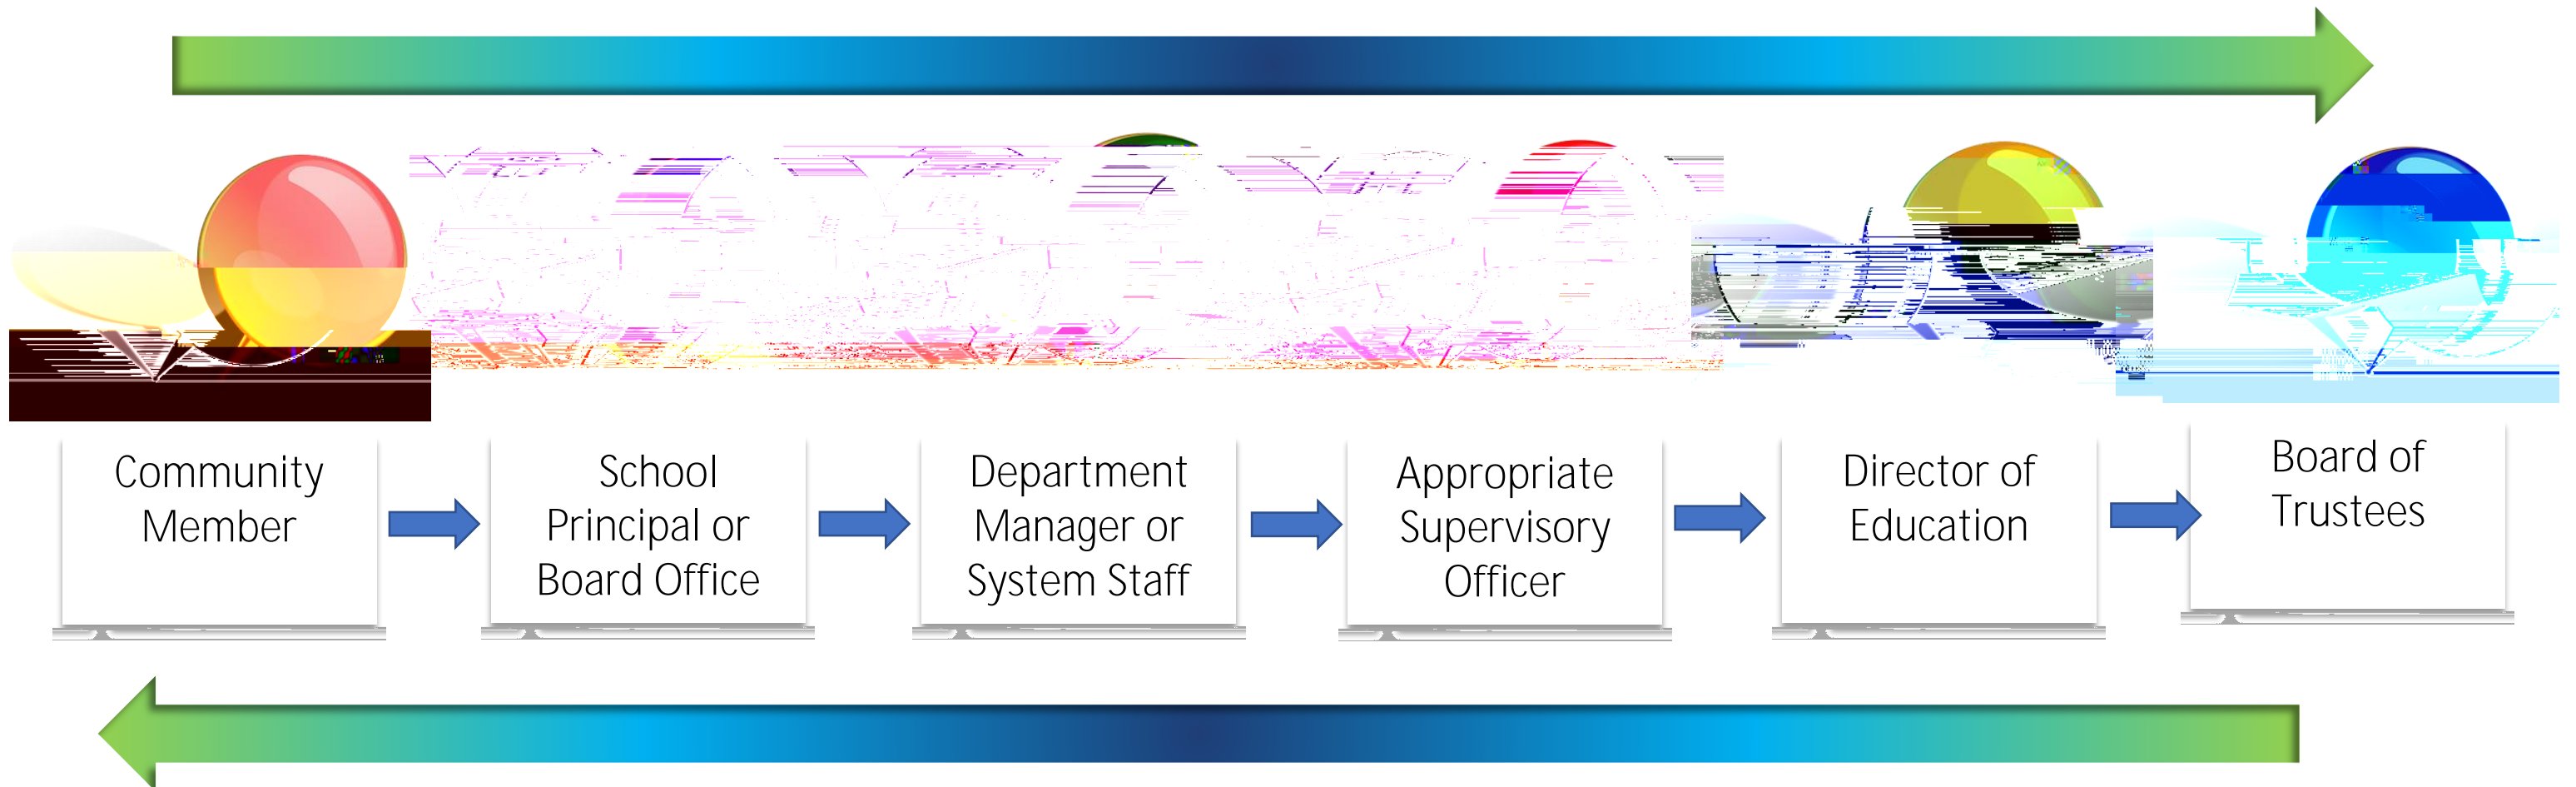 Community
Member
School
Principal or
Board Office
Department
Manager or
System Staff
Appropriate
Supervisory
Officer
Director of
Education
Board of
Trustees